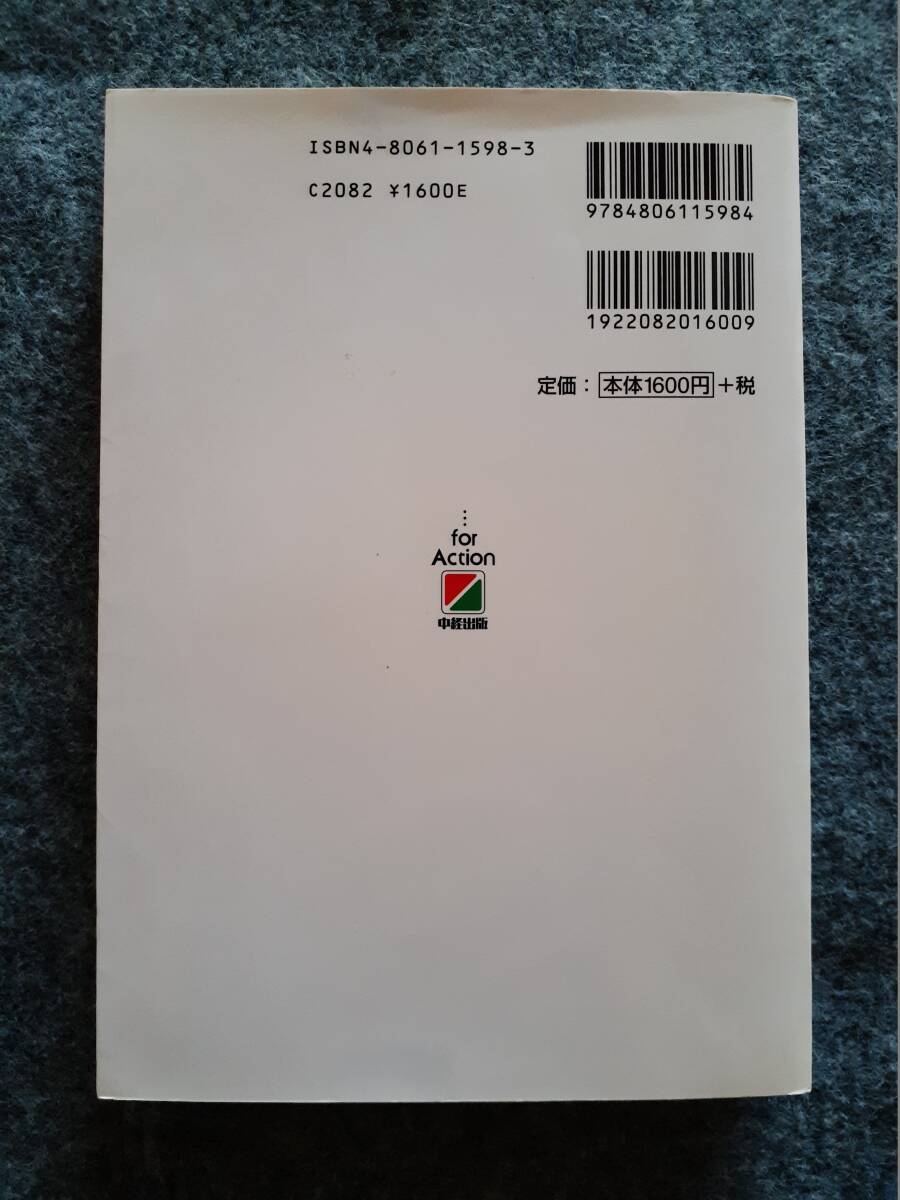 ISBN4-8061-1598-3
C2082 ¥1600E
9784806115984
1922082016009
定価：本体1600円+税
…
for
Action
中経出版